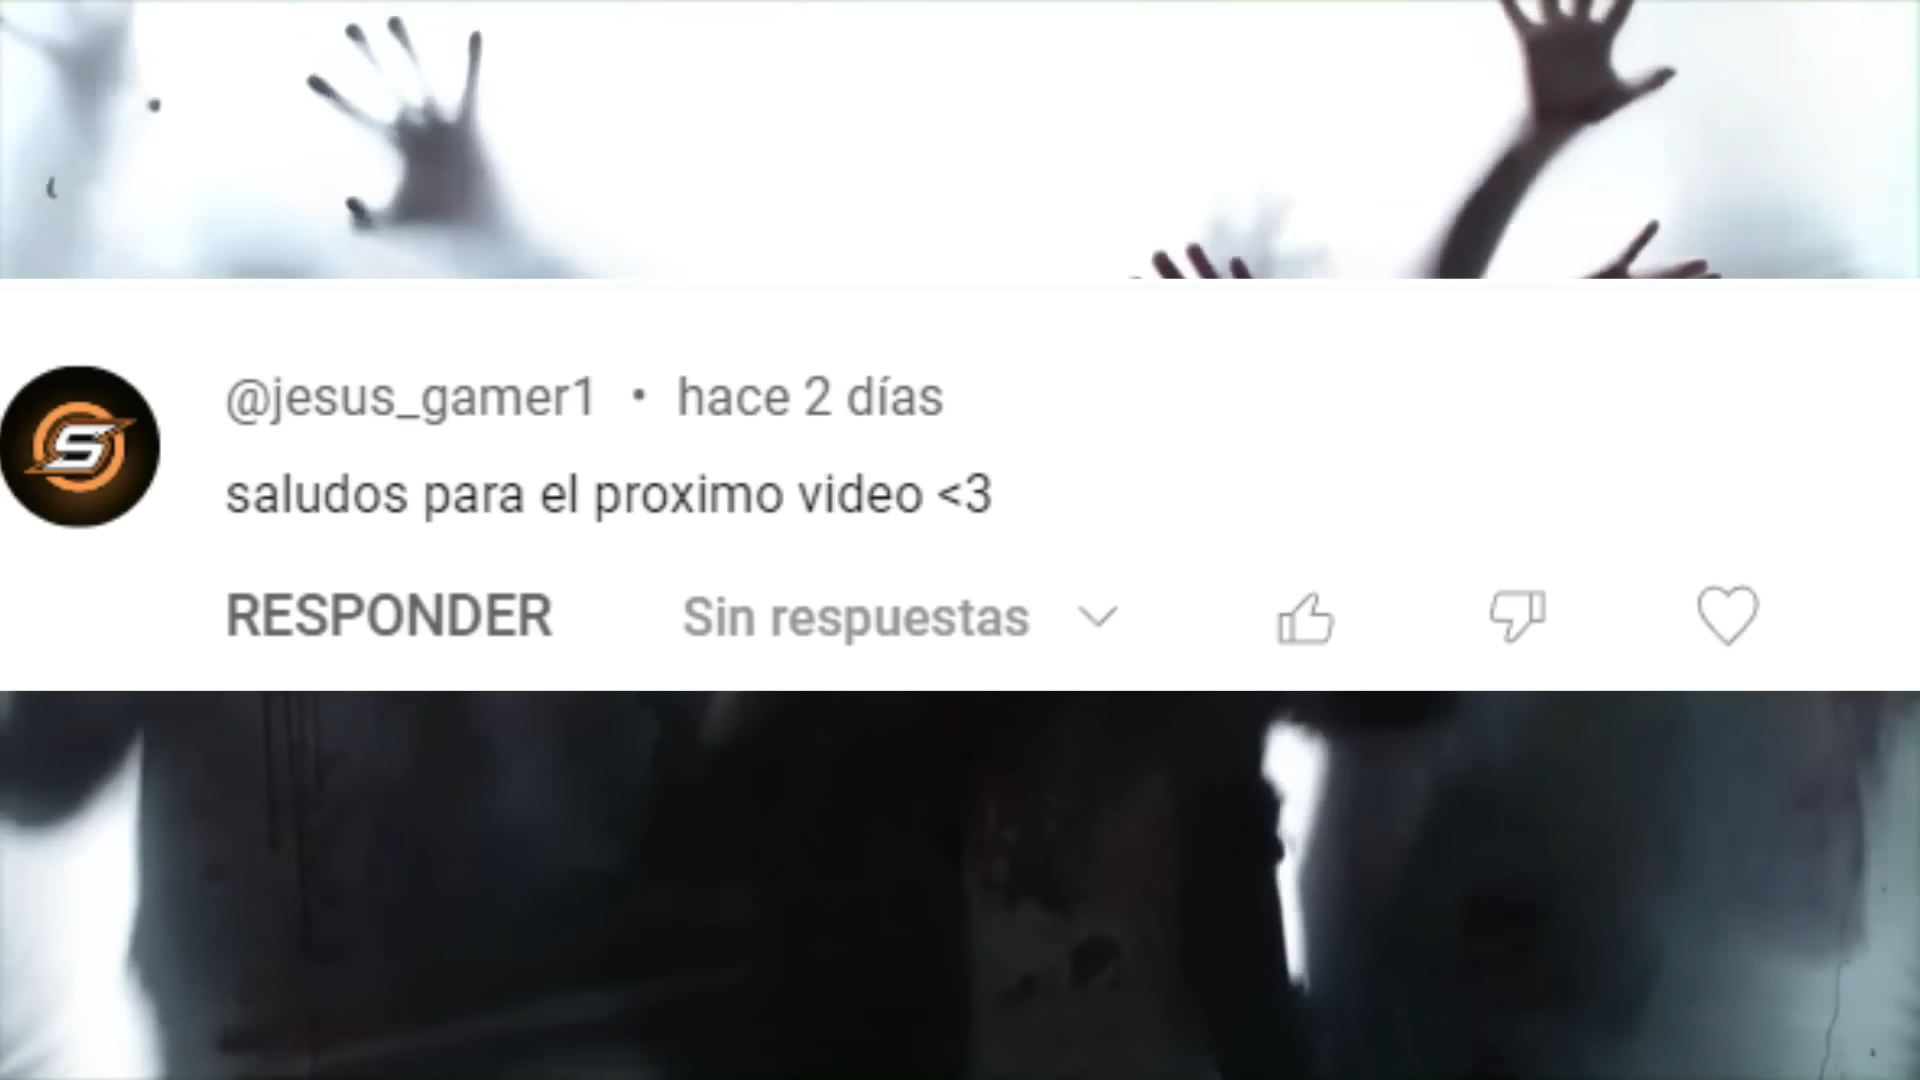 @jesus_gamer1 • hace 2 días
saludos para el proximo video <3
RESPONDER Sin respuestas